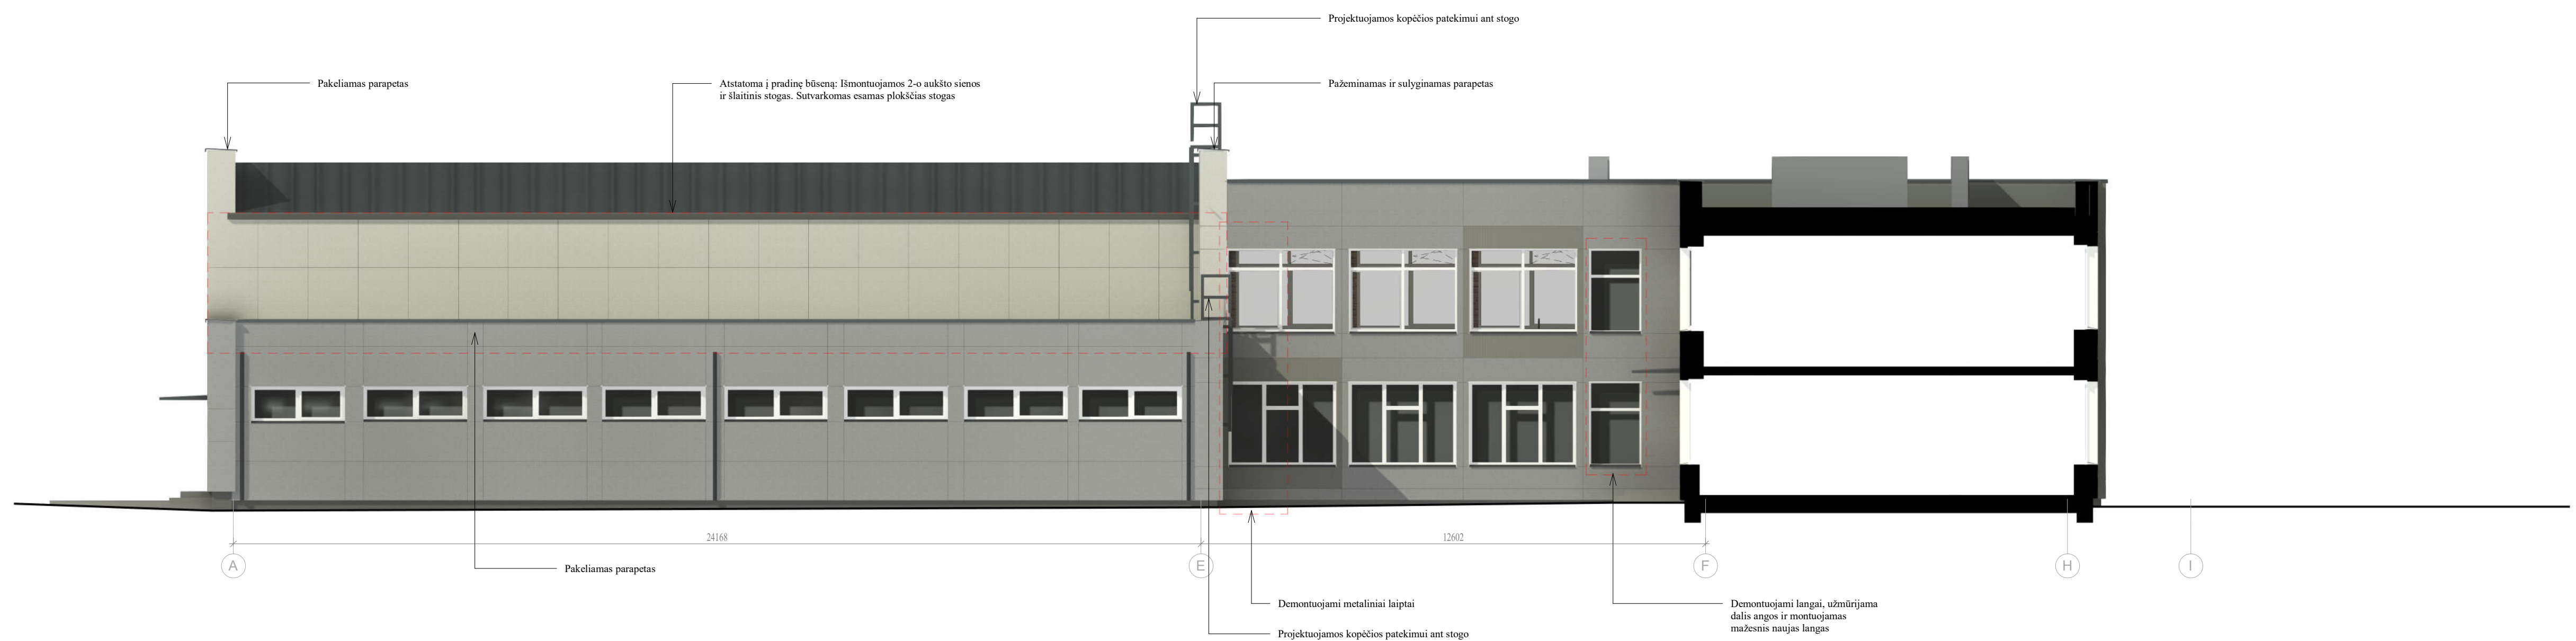 Projektuojamos kopėčios patekimui ant stogo
Pakeliamas parapetas
Atstatoma į pradinę būseną: Išmontuojamos 2-o aukšto sienos
ir šlaitinis stogas. Sutvarkomas esamas plokščias stogas
Pažeminamas ir sulyginamas parapetas
24168
12602
A
E
F
H
I
Pakeliamas parapetas
Demontuojami metaliniai laiptai
Projektuojamos kopėčios patekimui ant stogo
Demontuojami langai, užmūrijama
dalis angos ir montuojamas
mažesnis naujas langas